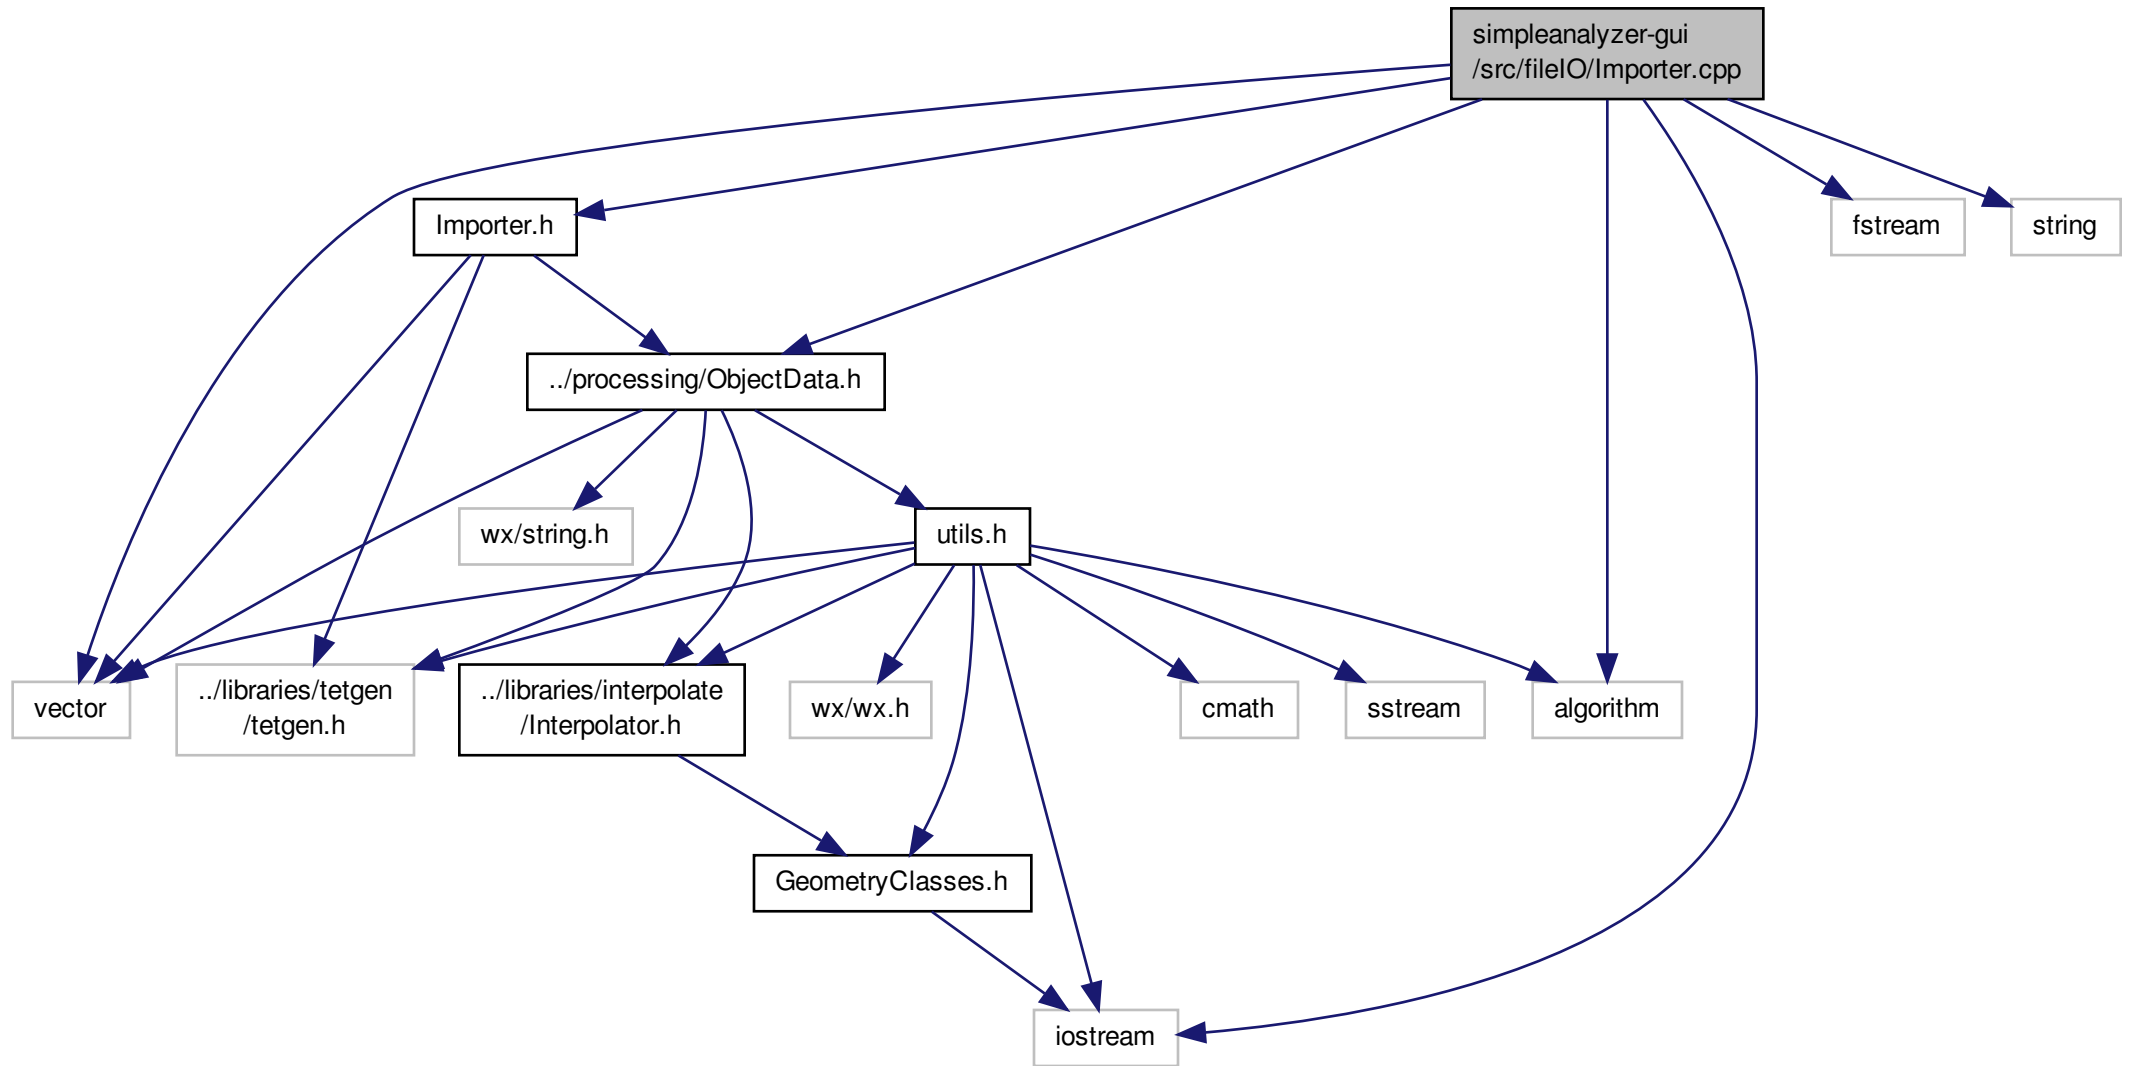 simpleanalyzer-gui
/src/fileIO/Importer.cpp
Importer.h
fstream
string
../processing/ObjectData.h
wx/string.h
utils.h
vector
../libraries/tetgen
/tetgen.h
../libraries/interpolate
/Interpolator.h
wx/wx.h
cmath
sstream
algorithm
GeometryClasses.h
iostream